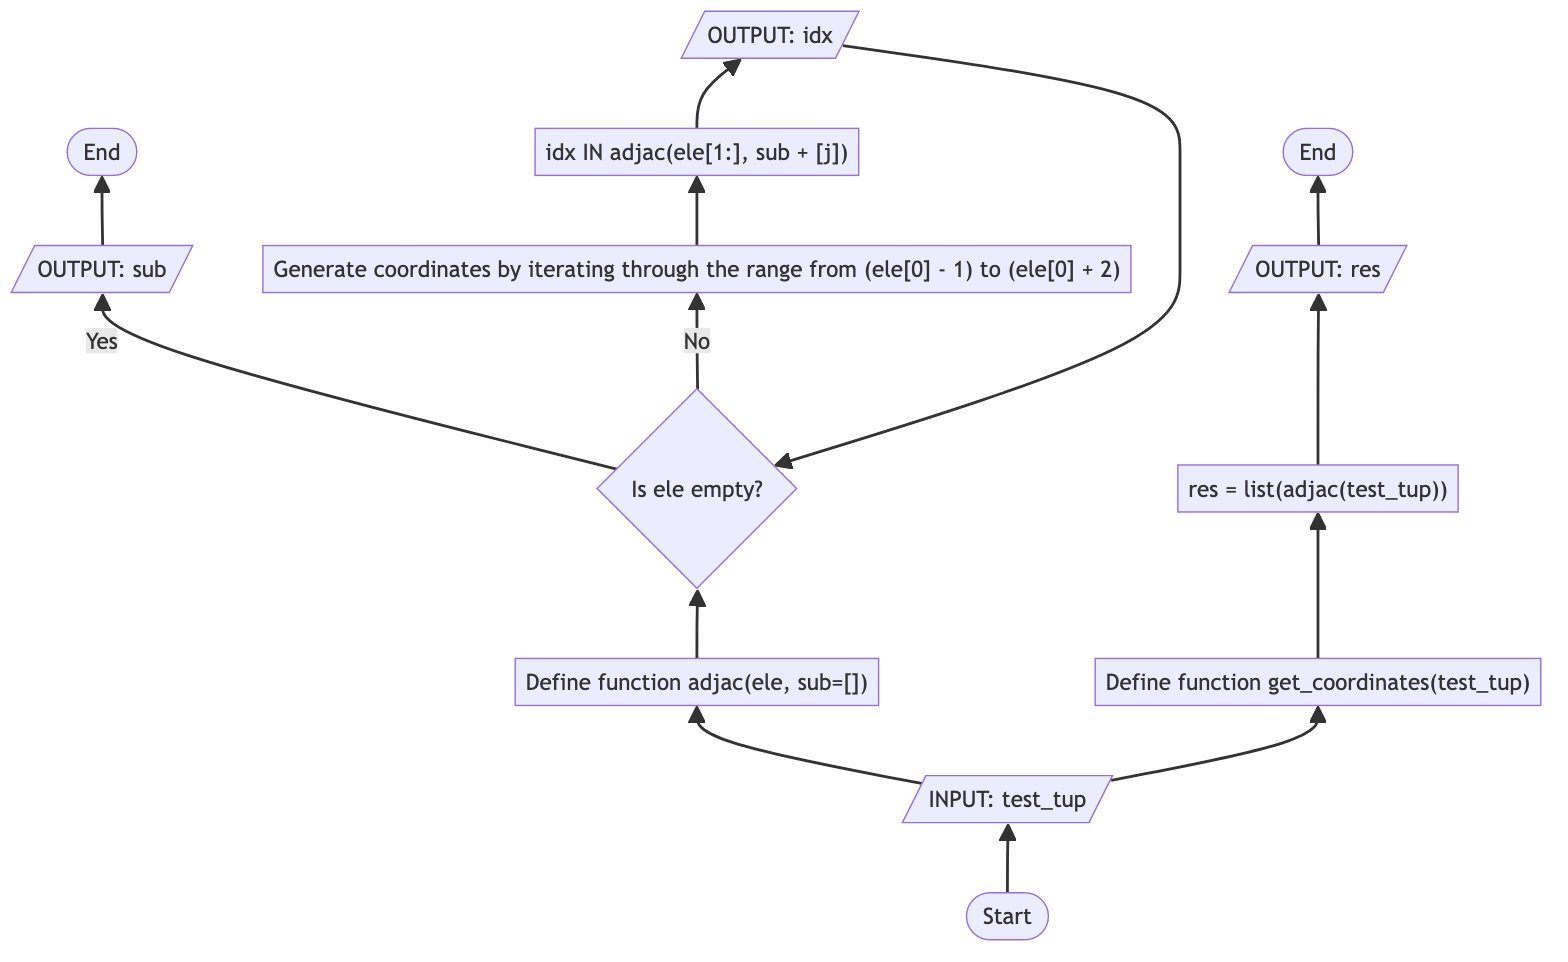 OUTPUT: idx
End
idx IN adjac(ele[1:], sub + [j])
End
OUTPUT: sub
Generate coordinates by iterating through the range from (ele[0] - 1) to (ele[0] + 2)
OUTPUT: res
Yes
No
Is ele empty?
res = list(adjac(test_tup))
Define function adjac(ele, sub=[])
Define function get_coordinates(test_tup)
INPUT: test_tup
Start